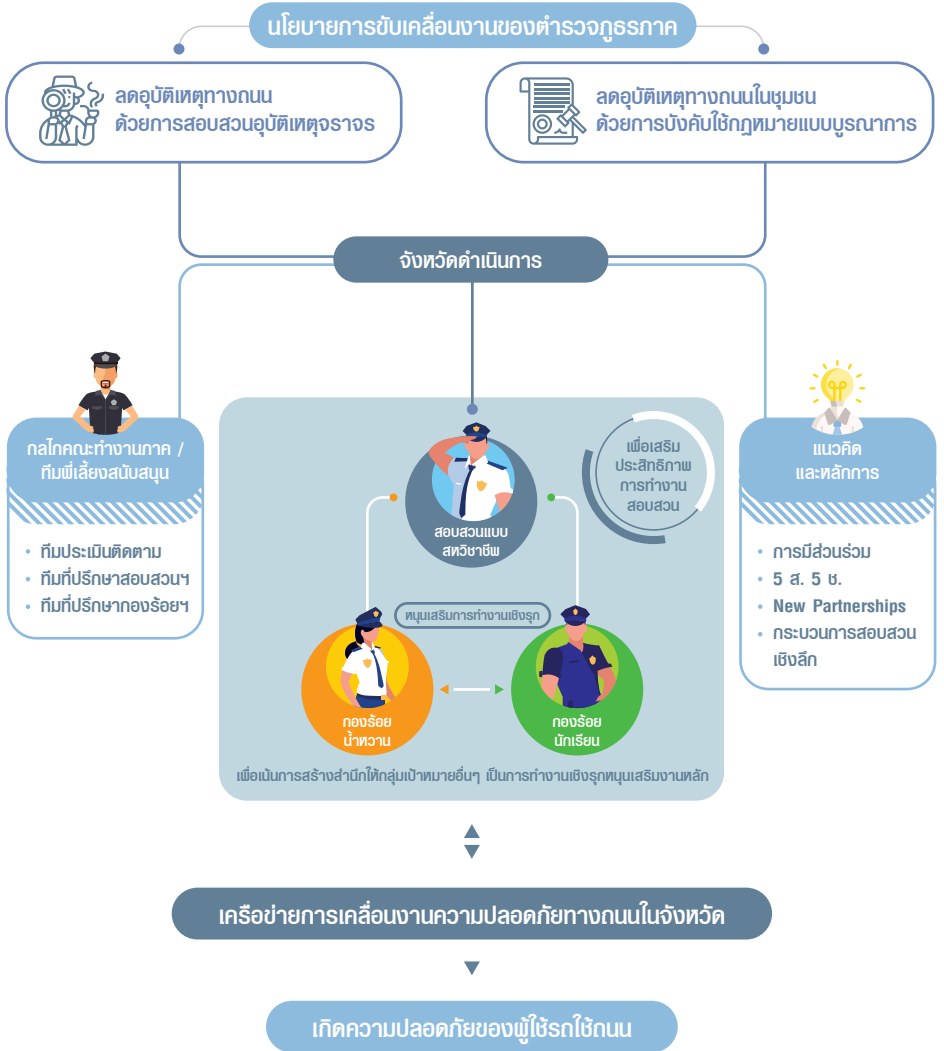 นโยบายการขับเคลื่อนงานของตำรวจภูธรภาค
ลดอุบัติเหตุทางถนน
ด้วยการสอบสวนอุบัติเหตุจราจร
ลดอุบัติเหตุทางถนนในชุมชน
ด้วยการบังคับใช้กฎหมายแบบบูรณาการ
จังหวัดดำเนินการ
กลไกคณะทำงานภาค /
ทีมพี่เลี้ยงสนับสนุน
• ทีมประเมินติดตาม
• ทีมที่ปรึกษาสอบสวนฯ
• ทีมที่ปรึกษากองร้อยฯ
เพื่อเสริม
ประสิทธิภาพ
การทำงาน
สอบสวน
สอบสวนแบบ
สหวิชาชีพ
หนุนเสริมการทำงานเชิงรุก
กองร้อย
น้ำหวาน
กองร้อย
นักเรียน
เพื่อเน้นการสร้างสำนึกให้กลุ่มเป้าหมายอื่นๆ เป็นการทำงานเชิงรุกหนุนเสริมงานหลัก
แนวคิด
และหลักการ
• การมีส่วนร่วม
• 5 ส. 5 ช.
• New Partnerships
• กระบวนการสอบสวน
เชิงลึก
เครือข่ายการเคลื่อนงานความปลอดภัยทางถนนในจังหวัด
เกิดความปลอดภัยของผู้ใช้รถใช้ถนน